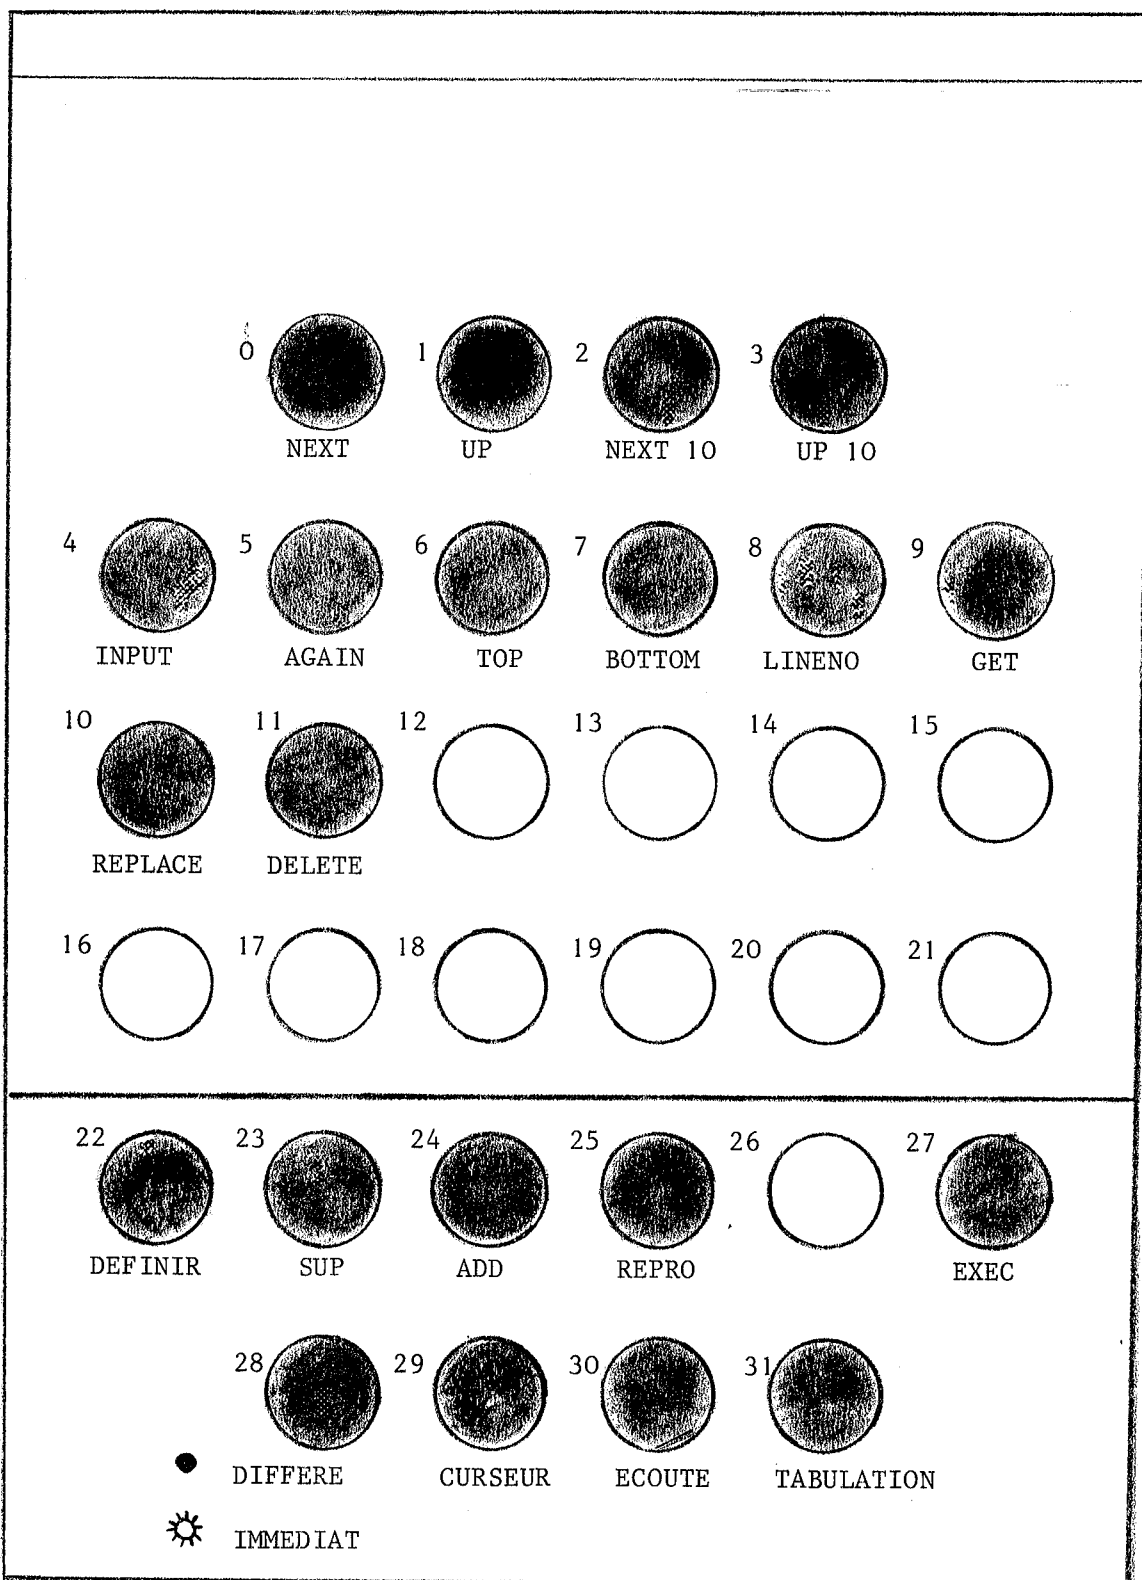 0 1 2 3
NEXT UP NEXT 10 UP 10
4 5 6 7 8 9
INPUT AGAIN TOP BOTTOM LINENO GET
10 11 12 13 14 15
REPLACE DELETE
16 17 18 19 20 21
22 23 24 25 26 27
DEFINIR SUP ADD REPRO EXEC
28 29 30 31
DIFFERE CURSEUR ECOUTE TABULATION
IMMEDIAT